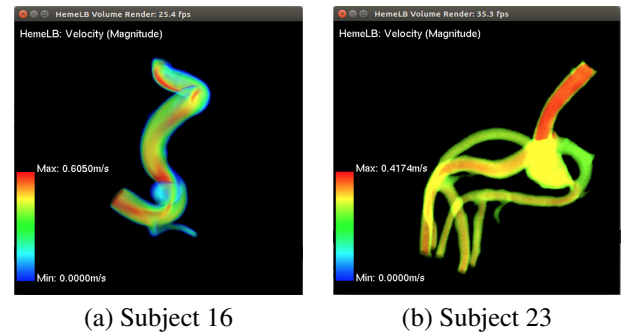 HemeLB Volume Render: 25.4 fps
HemeLB: Velocity (Magnitude)
Max: 0.6050m/s
Min: 0.0000m/s
(a) Subject 16
HemeLB Volume Render: 35.3 fps
HemeLB: Velocity (Magnitude)
Max: 0.4174m/s
Min: 0.0000m/s
(b) Subject 23